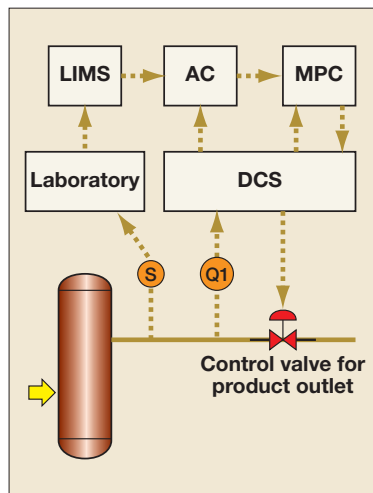 LIMS
AC
MPC
Laboratory
DCS
S
Q1
Control valve for
product outlet